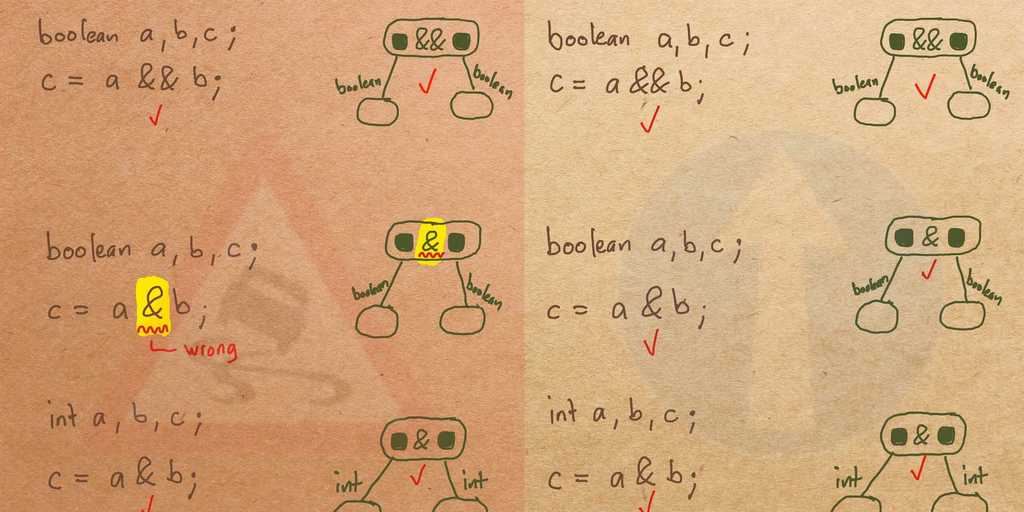 boolean a, b, c ;
c = a && b ;
&&
boolean
boolean
boolean a, b, c ;
c = a & b ;
wrong
&
boolean
boolean
int a, b, c ;
c = a & b ;
&
int
int
boolean a, b, c ;
c = a && b ;
&&
boolean
boolean
boolean a, b, c ;
c = a & b ;
&
boolean
boolean
int a, b, c ;
c = a & b ;
&
int
int